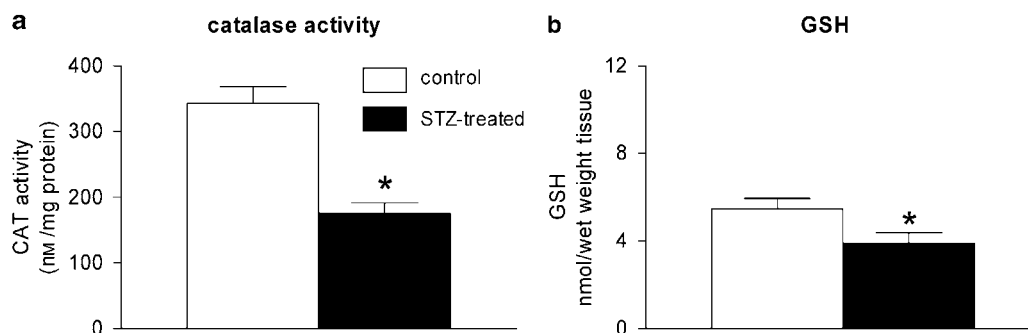 a
catalase activity
CAT activity
(nM/mg protein)
400
300
200
100
0
control
STZ-treated
*
b
GSH
GSH
nmol/wet weight tissue
12
8
4
0
*